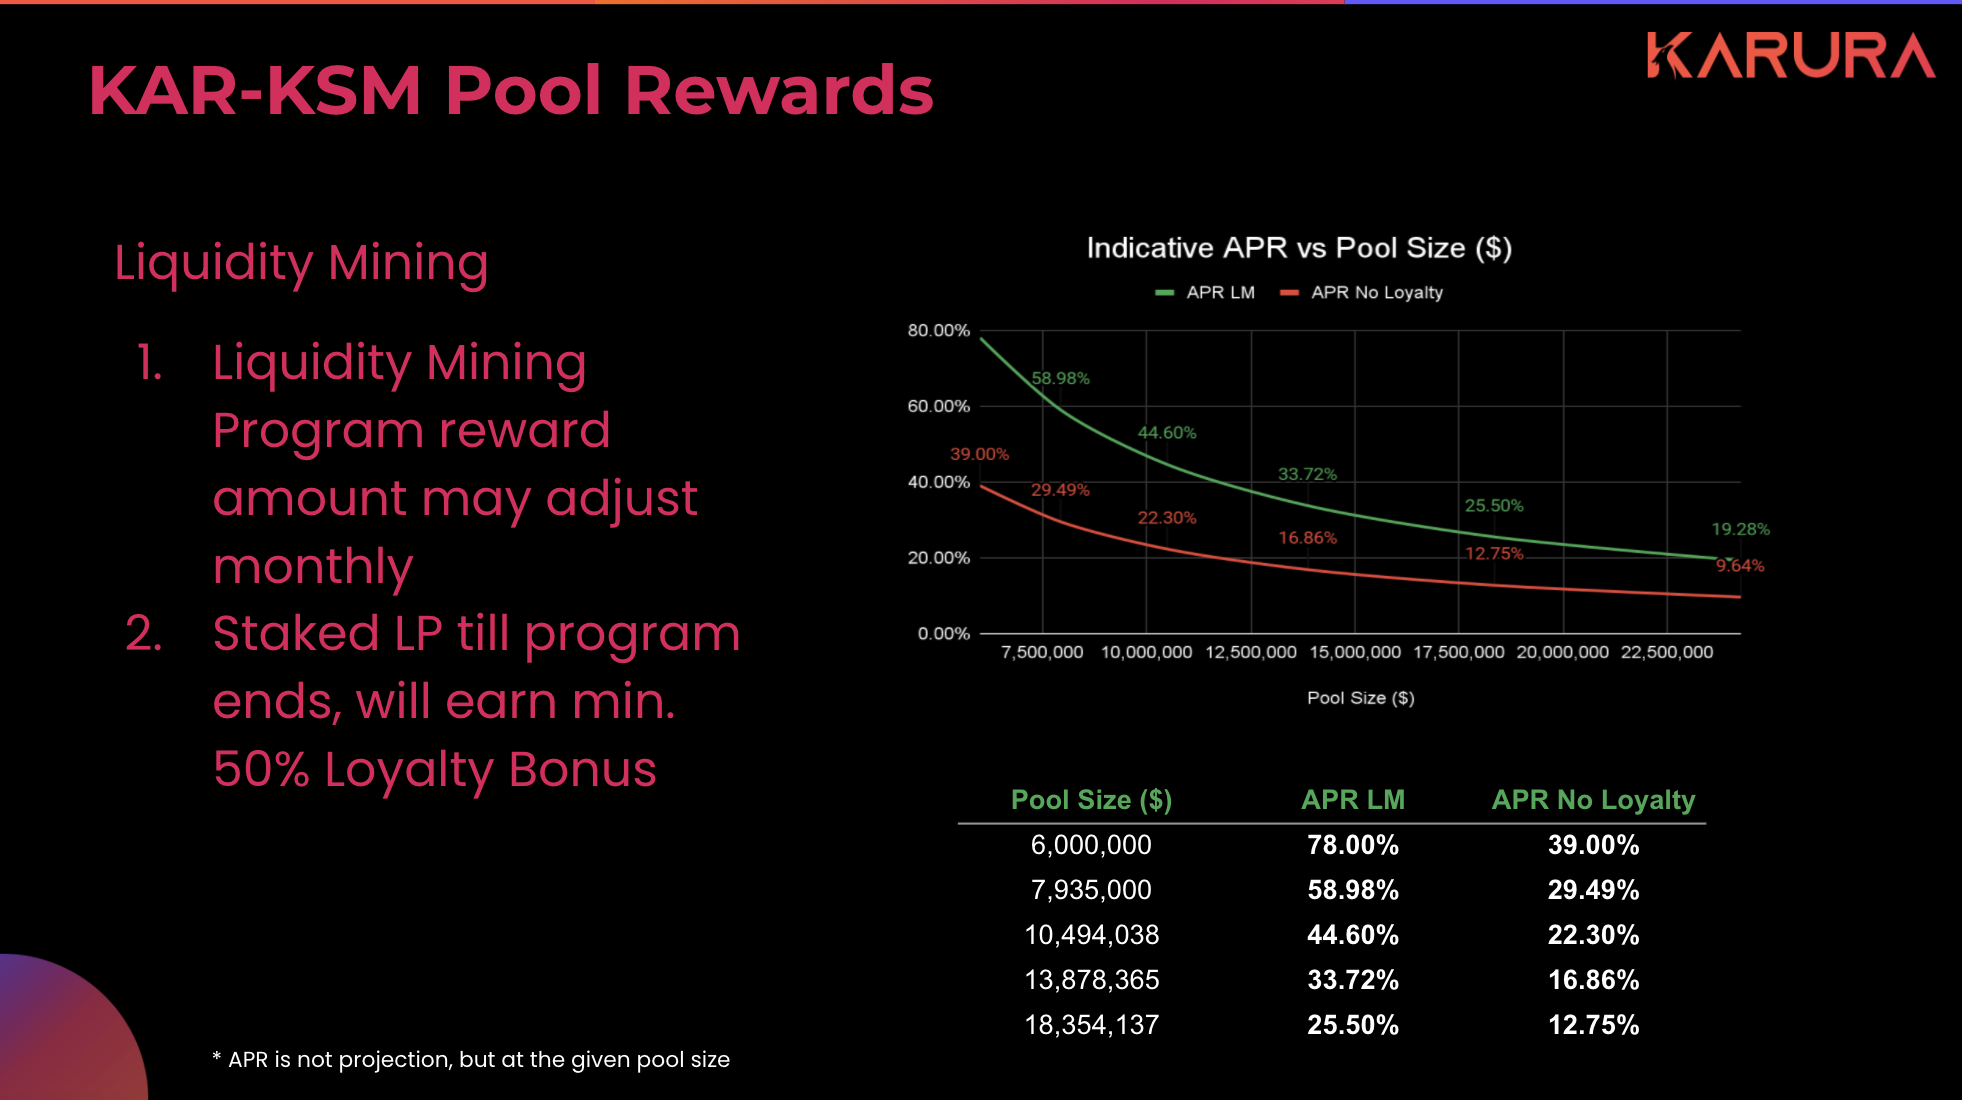 KARURA
KAR-KSM Pool Rewards
Liquidity Mining
1. Liquidity Mining
Program reward
amount may adjust
monthly
2. Staked LP till program
ends, will earn min.
50% Loyalty Bonus
* APR is not projection, but at the given pool size
Indicative APR vs Pool Size ($)
APR LM APR No Loyalty
80.00%
60.00%
40.00%
20.00%
0.00%
58.98%
44.60%
33.72%
25.50%
19.28%
39.00%
29.49%
22.30%
16.86%
12.75%
9.64%
7,500,000 10,000,000 12,500,000 15,000,000 17,500,000 20,000,000 22,500,000
Pool Size ($)
Pool Size ($) APR LM APR No Loyalty
6,000,000 78.00% 39.00%
7,935,000 58.98% 29.49%
10,494,038 44.60% 22.30%
13,878,365 33.72% 16.86%
18,354,137 25.50% 12.75%